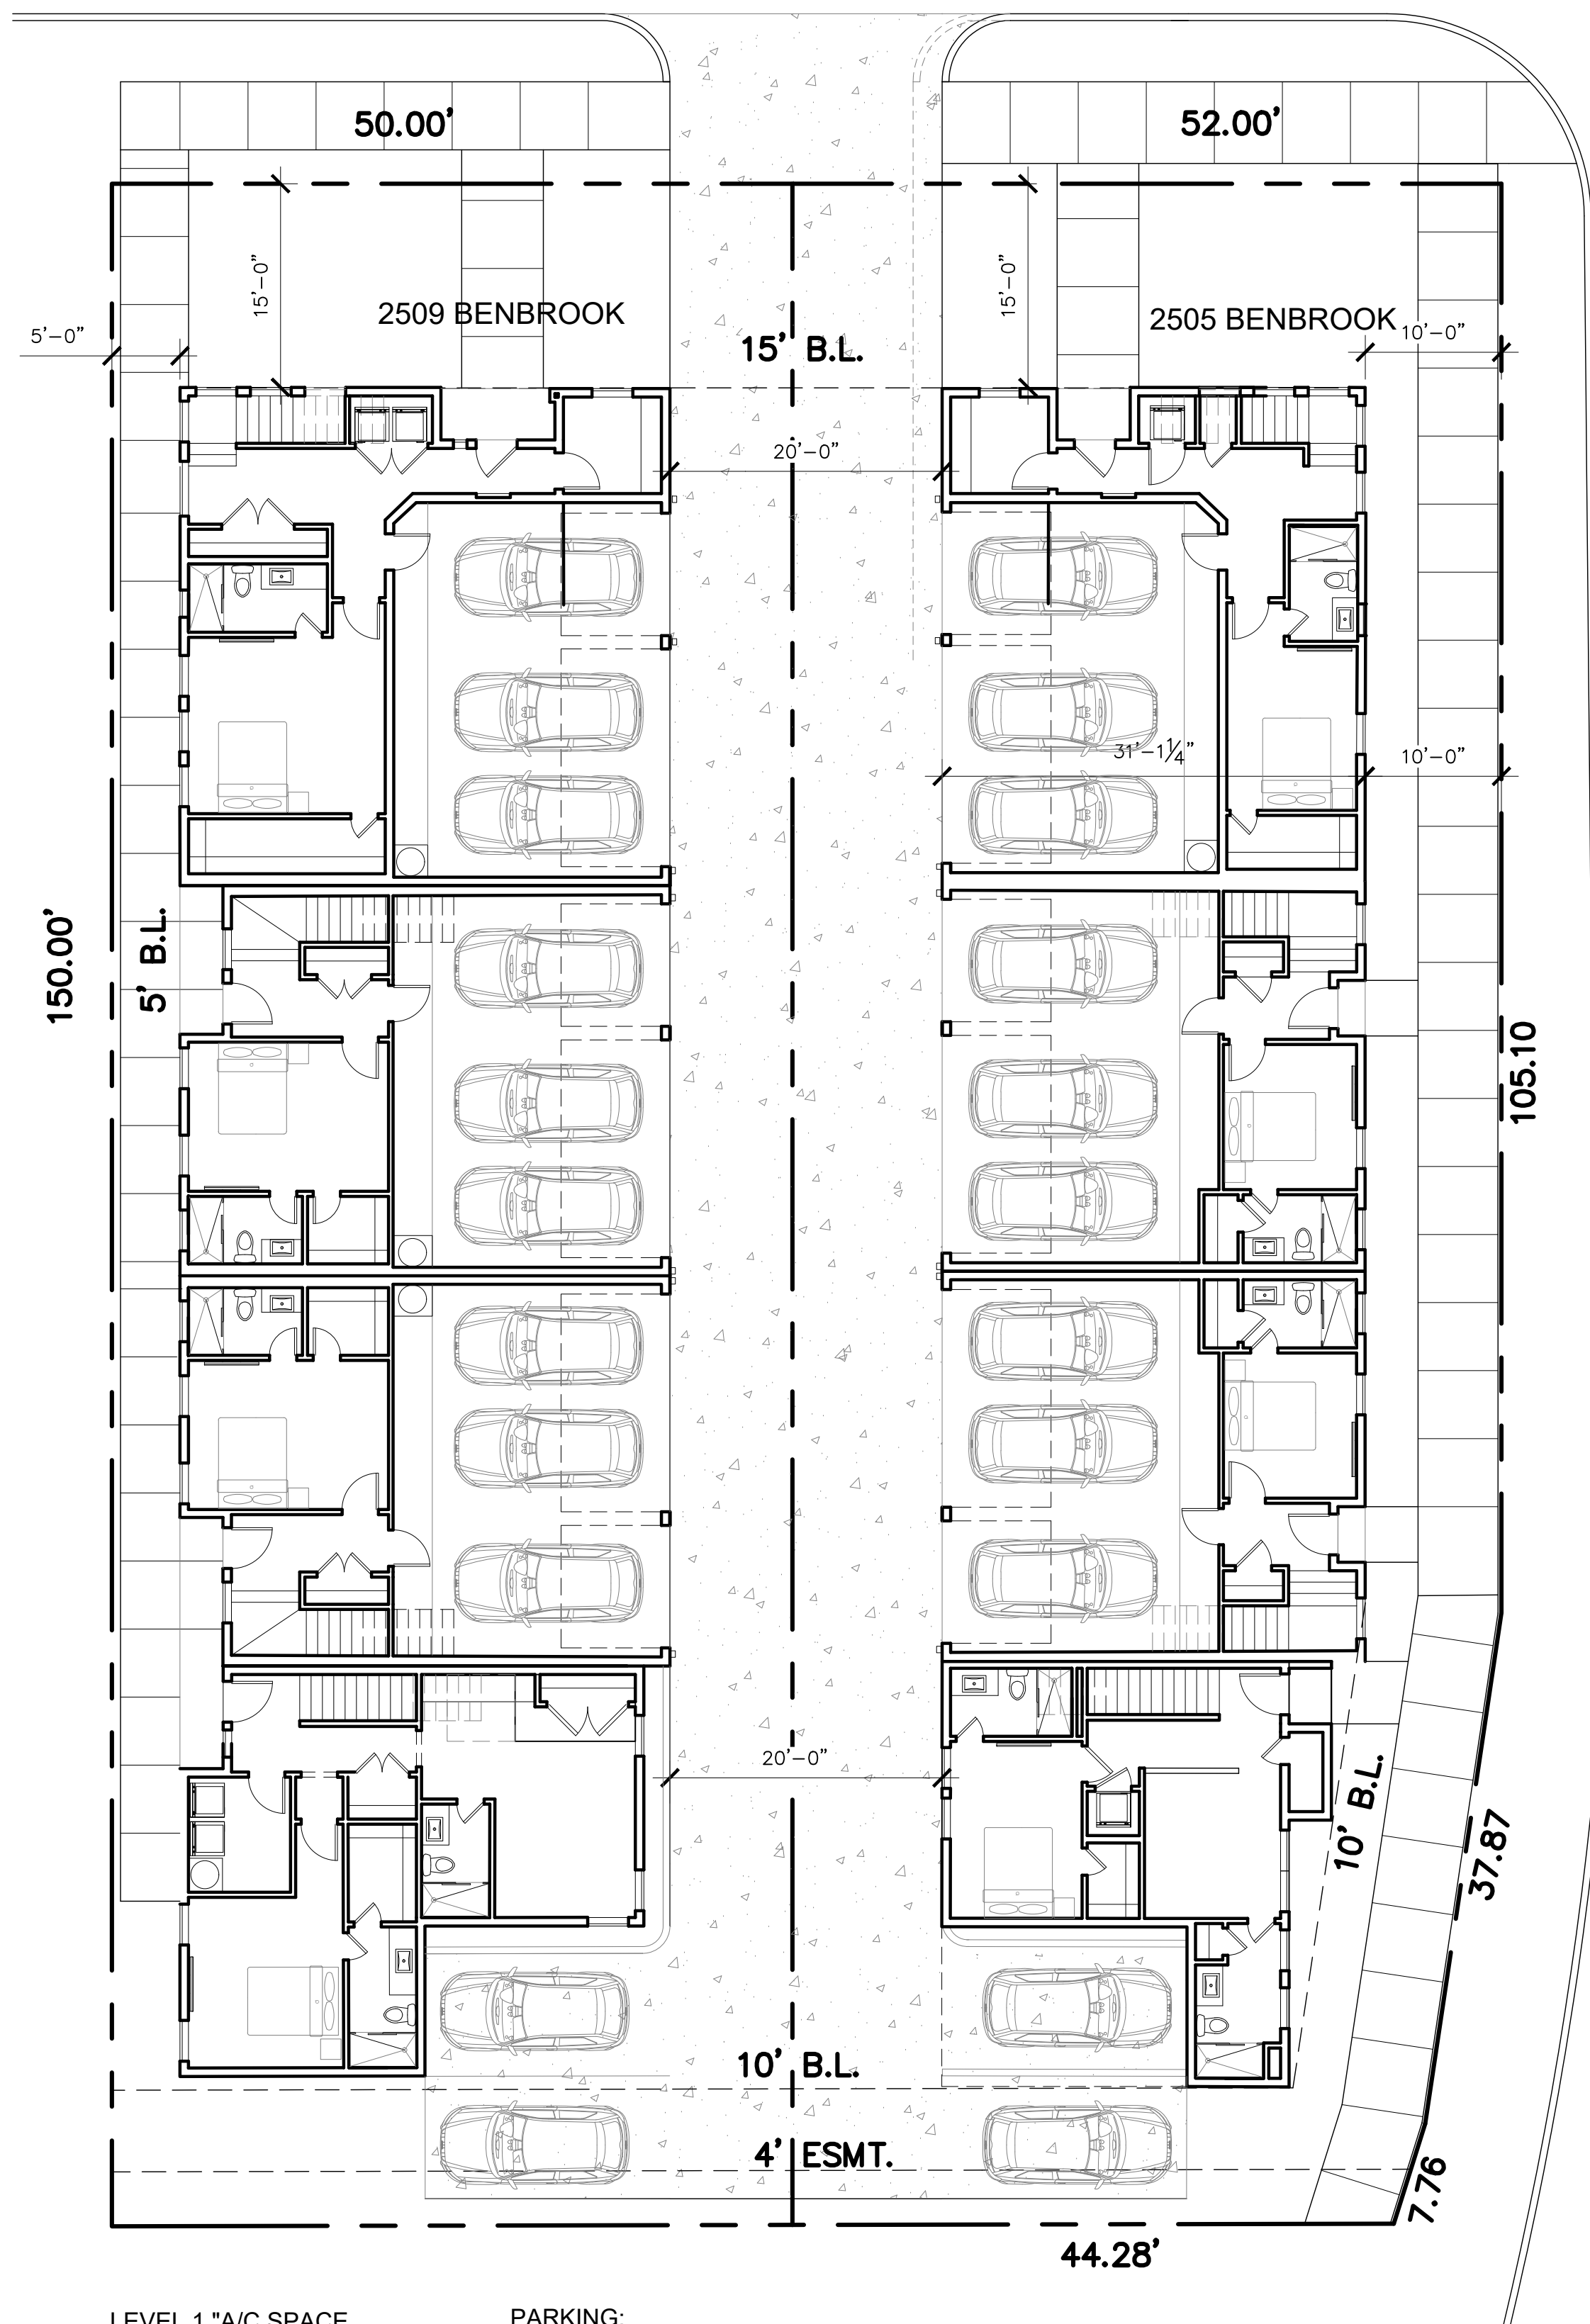 50.00'
52.00'
15'-0"
15'-0"
2509 BENBROOK
2505 BENBROOK
5'-0"
10'-0"
15' B.L.
20'-0"
31'-1¼"
10'-0"
150.00'
5' B.L.
105.10
20'-0"
10' B.L.
37.87
10' B.L.
4' ESMT.
7.76
44.28'
LEVEL 1 "A/C SPACE
PARKING: